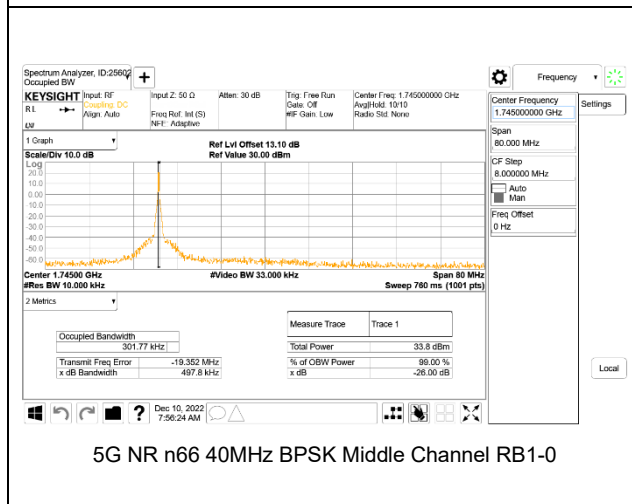 Spectrum Analyzer, ID:25602
Occupied BW
+
Frequency
KEYSIGHT Input: RF Input Z: 50 Ω Atten: 30 dB Trig: Free Run Center Freq: 1.745000000 GHz
RL Coupling: DC Gate: Off Avg|Hold: 10/10
Align: Auto Freq Ref: Int (S) #IF Gain: Low Radio Std: None
NFE: Adaptive
Center Frequency
1.745000000 GHz
Settings
Span
80.000 MHz
CF Step
8.000000 MHz
Auto
Man
Freq Offset
0 Hz
Local
1 Graph
Ref Lvl Offset 13.10 dB
Scale/Div 10.0 dB Ref Value 30.00 dBm
Log
20.0
10.0
0.00
-10.0
-20.0
-30.0
-40.0
-50.0
-60.0
Center 1.74500 GHz #Video BW 33.000 kHz Span 80 MHz
#Res BW 10.000 kHz Sweep 760 ms (1001 pts)
2 Metrics
Measure Trace Trace 1
Occupied Bandwidth
301.77 kHz Total Power 33.8 dBm
Transmit Freq Error -19.352 MHz % of OBW Power 99.00 %
x dB Bandwidth 497.8 kHz x dB -26.00 dB
? Dec 10, 2022
7:56:24 AM
5G NR n66 40MHz BPSK Middle Channel RB1-0